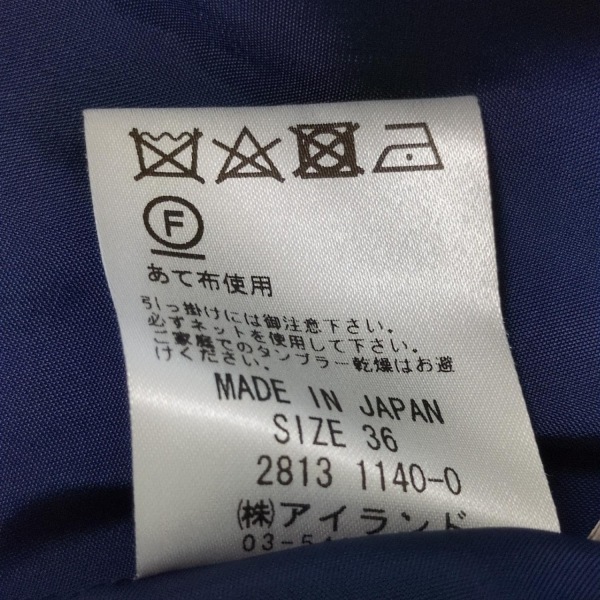 F
あて布使用
引っ掛けには御注意下さい。
必ずネットを使用して下さい。
ご家庭でのタンブラー乾燥はお避
けください。
MADE IN JAPAN
SIZE 36
2813 1140-0
(株)アイランド
03-54